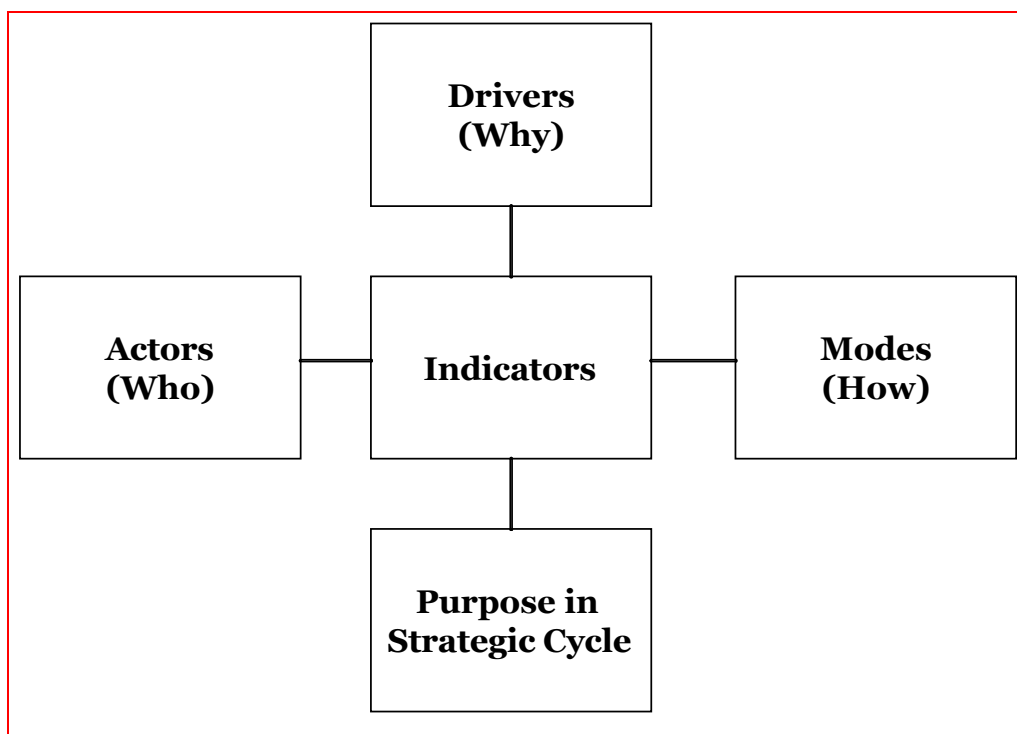 Drivers
(Why)
Actors
(Who)
Indicators
Modes
(How)
Purpose in
Strategic Cycle